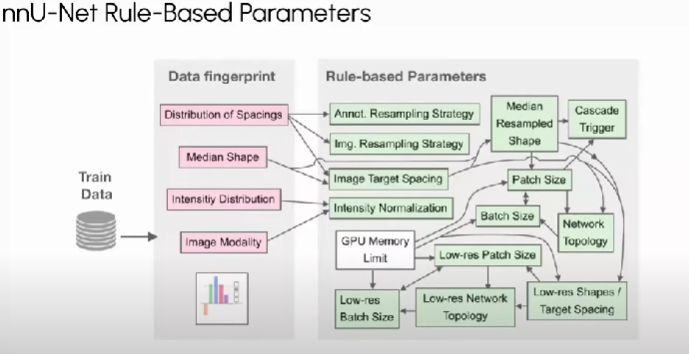 nnU-Net Rule-Based Parameters
Data fingerprint
Rule-based Parameters
Train
Data
Distribution of Spacings
Median Shape
Intensitiy Distribution
Image Modality
Annot. Resampling Strategy
Img. Resampling Strategy
Image Target Spacing
Intensity Normalization
Median
Resampled
Shape
Cascade
Trigger
Patch Size
Batch Size
Network
Topology
GPU Memory
Limit
Low-res Patch Size
Low-res
Batch Size
Low-res Network
Topology
Low-res Shapes /
Target Spacing